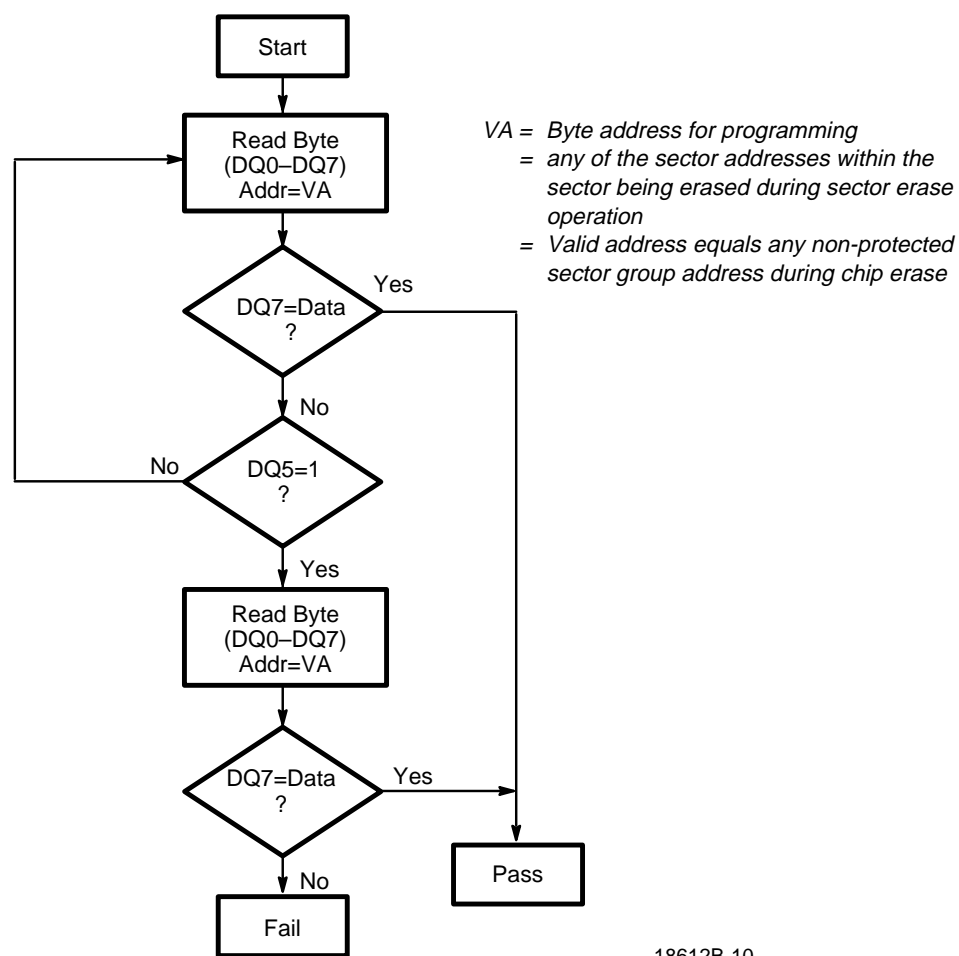 Start
Read Byte
(DQ0–DQ7)
Addr=VA
VA = Byte address for programming
= any of the sector addresses within the
sector being erased during sector erase
operation
= Valid address equals any non-protected
sector group address during chip erase
DQ7=Data
?
Yes
No
DQ5=1
?
No
Yes
Read Byte
(DQ0–DQ7)
Addr=VA
DQ7=Data
?
Yes
No
Pass
Fail
18612B-10